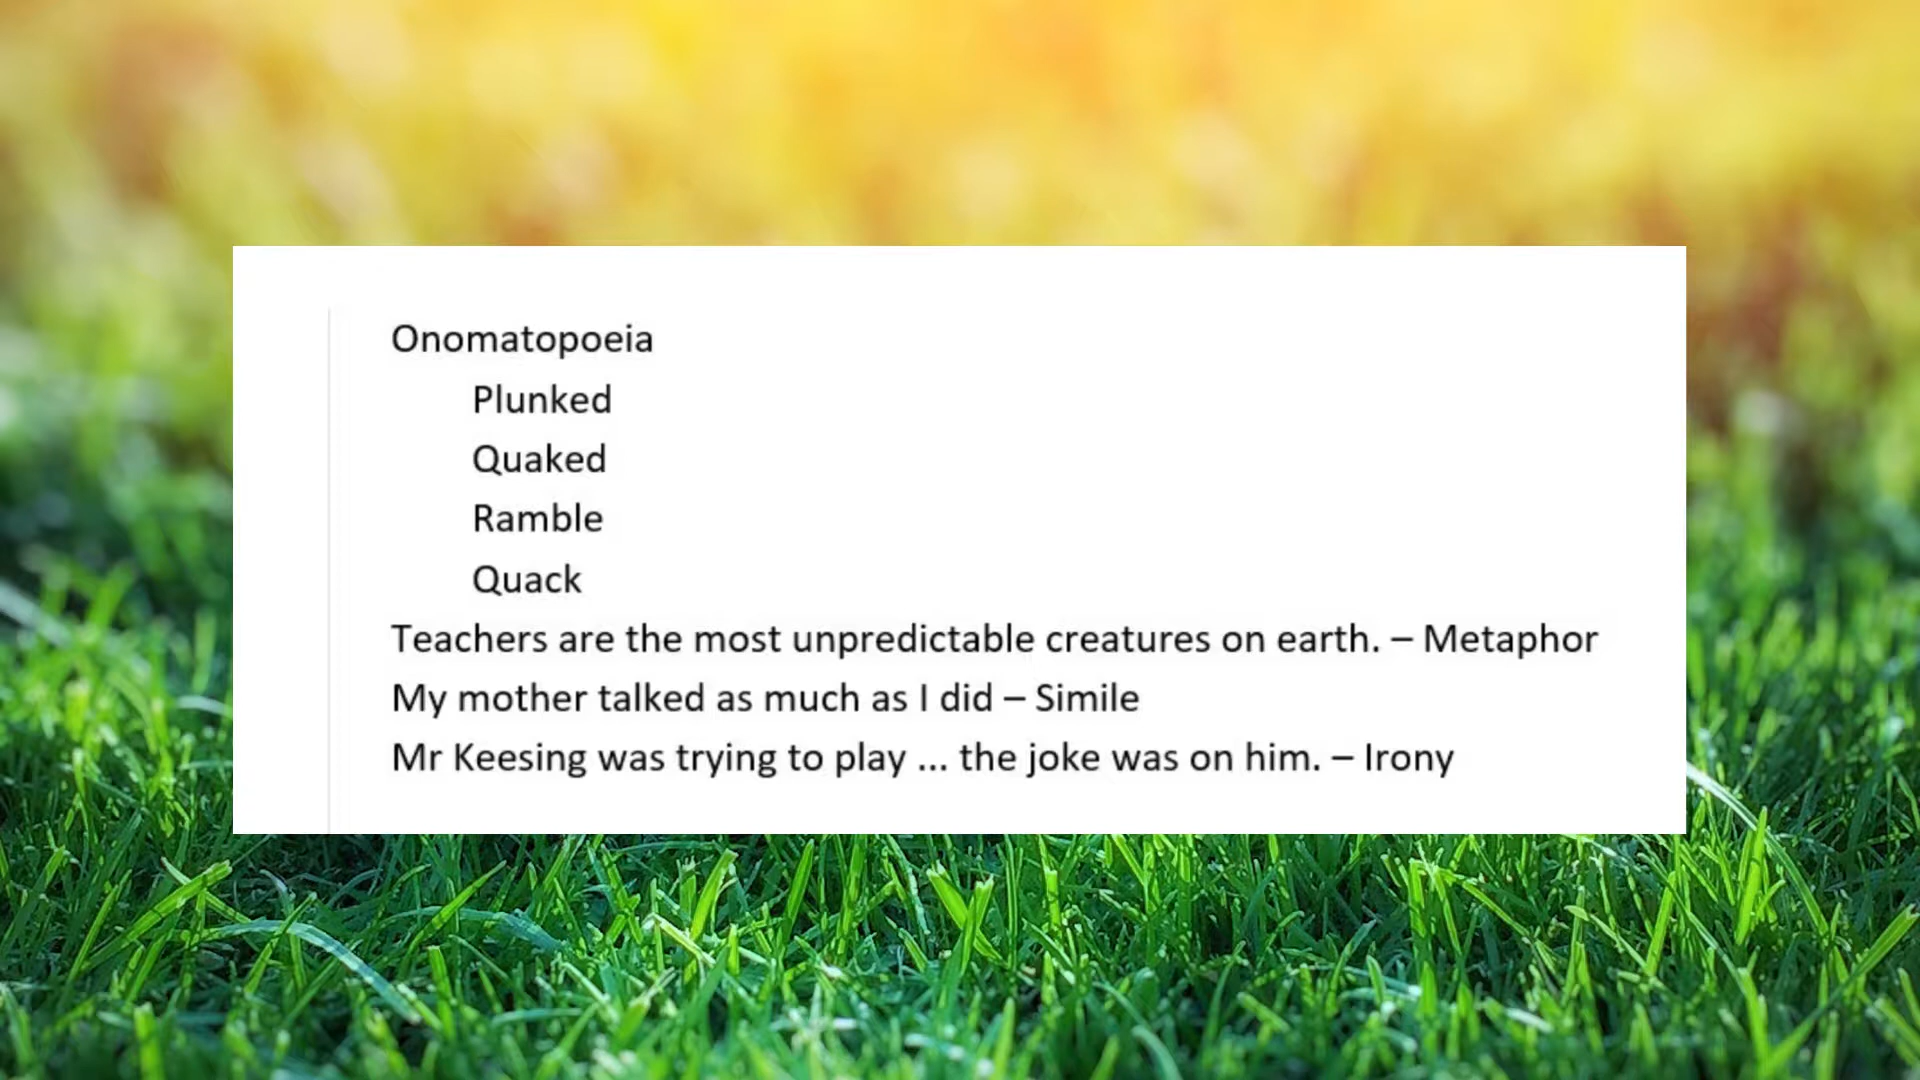 Onomatopoeia
Plunked
Quaked
Ramble
Quack
Teachers are the most unpredictable creatures on earth. – Metaphor
My mother talked as much as I did – Simile
Mr Keesing was trying to play ... the joke was on him. – Irony